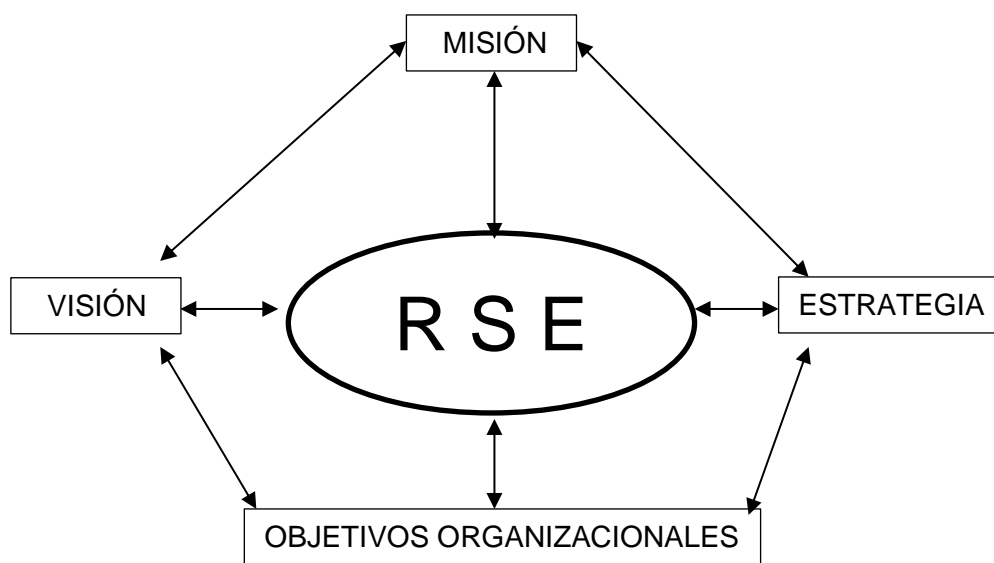 MISIÓN
VISIÓN
R S E
ESTRATEGIA
OBJETIVOS ORGANIZACIONALES